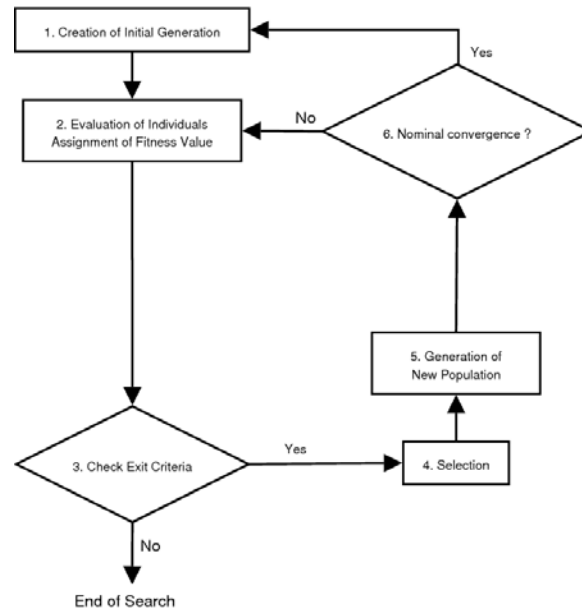 1. Creation of Initial Generation
Yes
No
2. Evaluation of Individuals
Assignment of Fitness Value
6. Nominal convergence ?
5. Generation of
New Population
3. Check Exit Criteria
Yes
4. Selection
No
End of Search